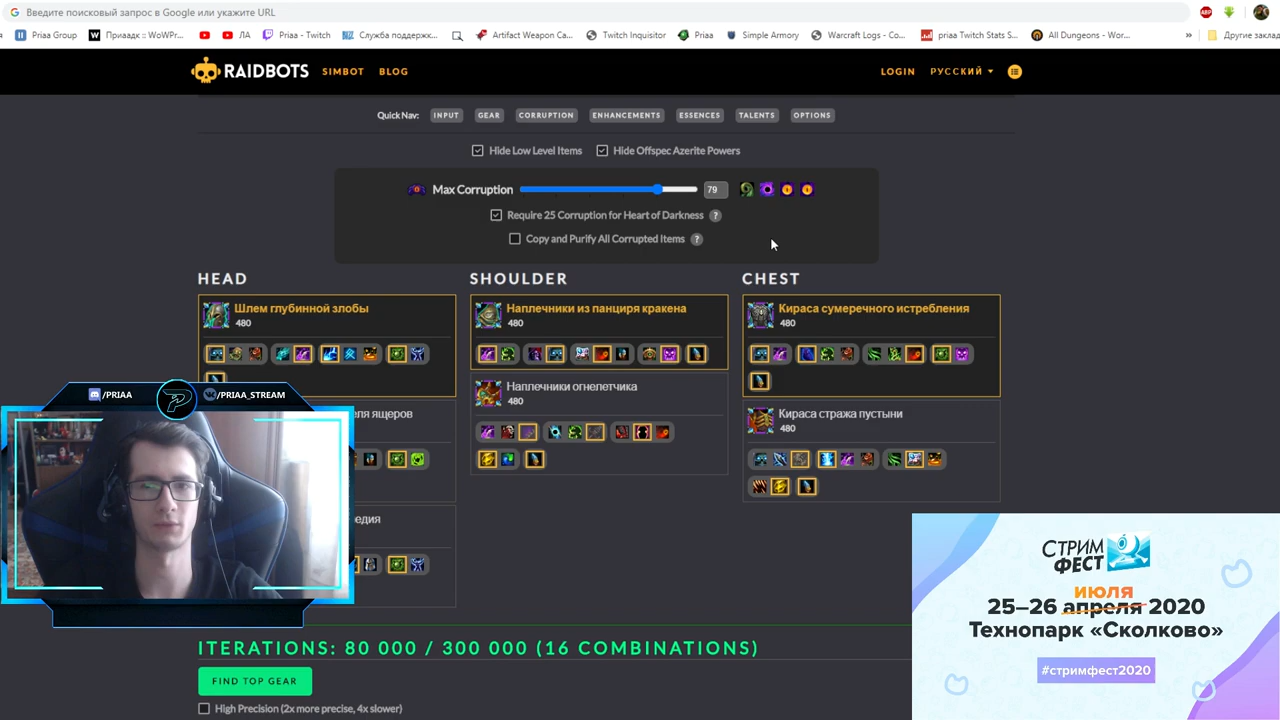 Введите поисковый запрос в Google или укажите URL
ABP
Priaa Group
Приаадк :: WoWPr...
ЛА
Priaa - Twitch
Служба поддержк...
Artifact Weapon Ca...
Twitch Inquisitor
Priaa
Simple Armory
Warcraft Logs - Co...
priaa Twitch Stats S...
All Dungeons - Wor...
»
Другие заклад
RAIDBOTS
SIMBOT
BLOG
LOGIN
РУССКИЙ
Quick Nav:
INPUT
GEAR
CORRUPTION
ENHANCEMENTS
ESSENCES
TALENTS
OPTIONS
Hide Low Level Items
Hide Offspec Azerite Powers
Max Corruption
79
Require 25 Corruption for Heart of Darkness ?
Copy and Purify All Corrupted Items ?
HEAD
SHOULDER
CHEST
Шлем глубинной злобы
480
Наплечники из панциря кракена
480
Кираса сумеречного истребления
480
Наплечники огнелетчика
480
еля ящеров
Кираса стража пустыни
480
едия
/PRIAA
/PRIAA_STREAM
СТРИМ
ФЕСТ
ИЮЛЯ
25–26 апреля 2020
Технопарк «Сколково»
#стримфест2020
ITERATIONS: 80 000 / 300 000 (16 COMBINATIONS)
FIND TOP GEAR
High Precision (2x more precise, 4x slower)